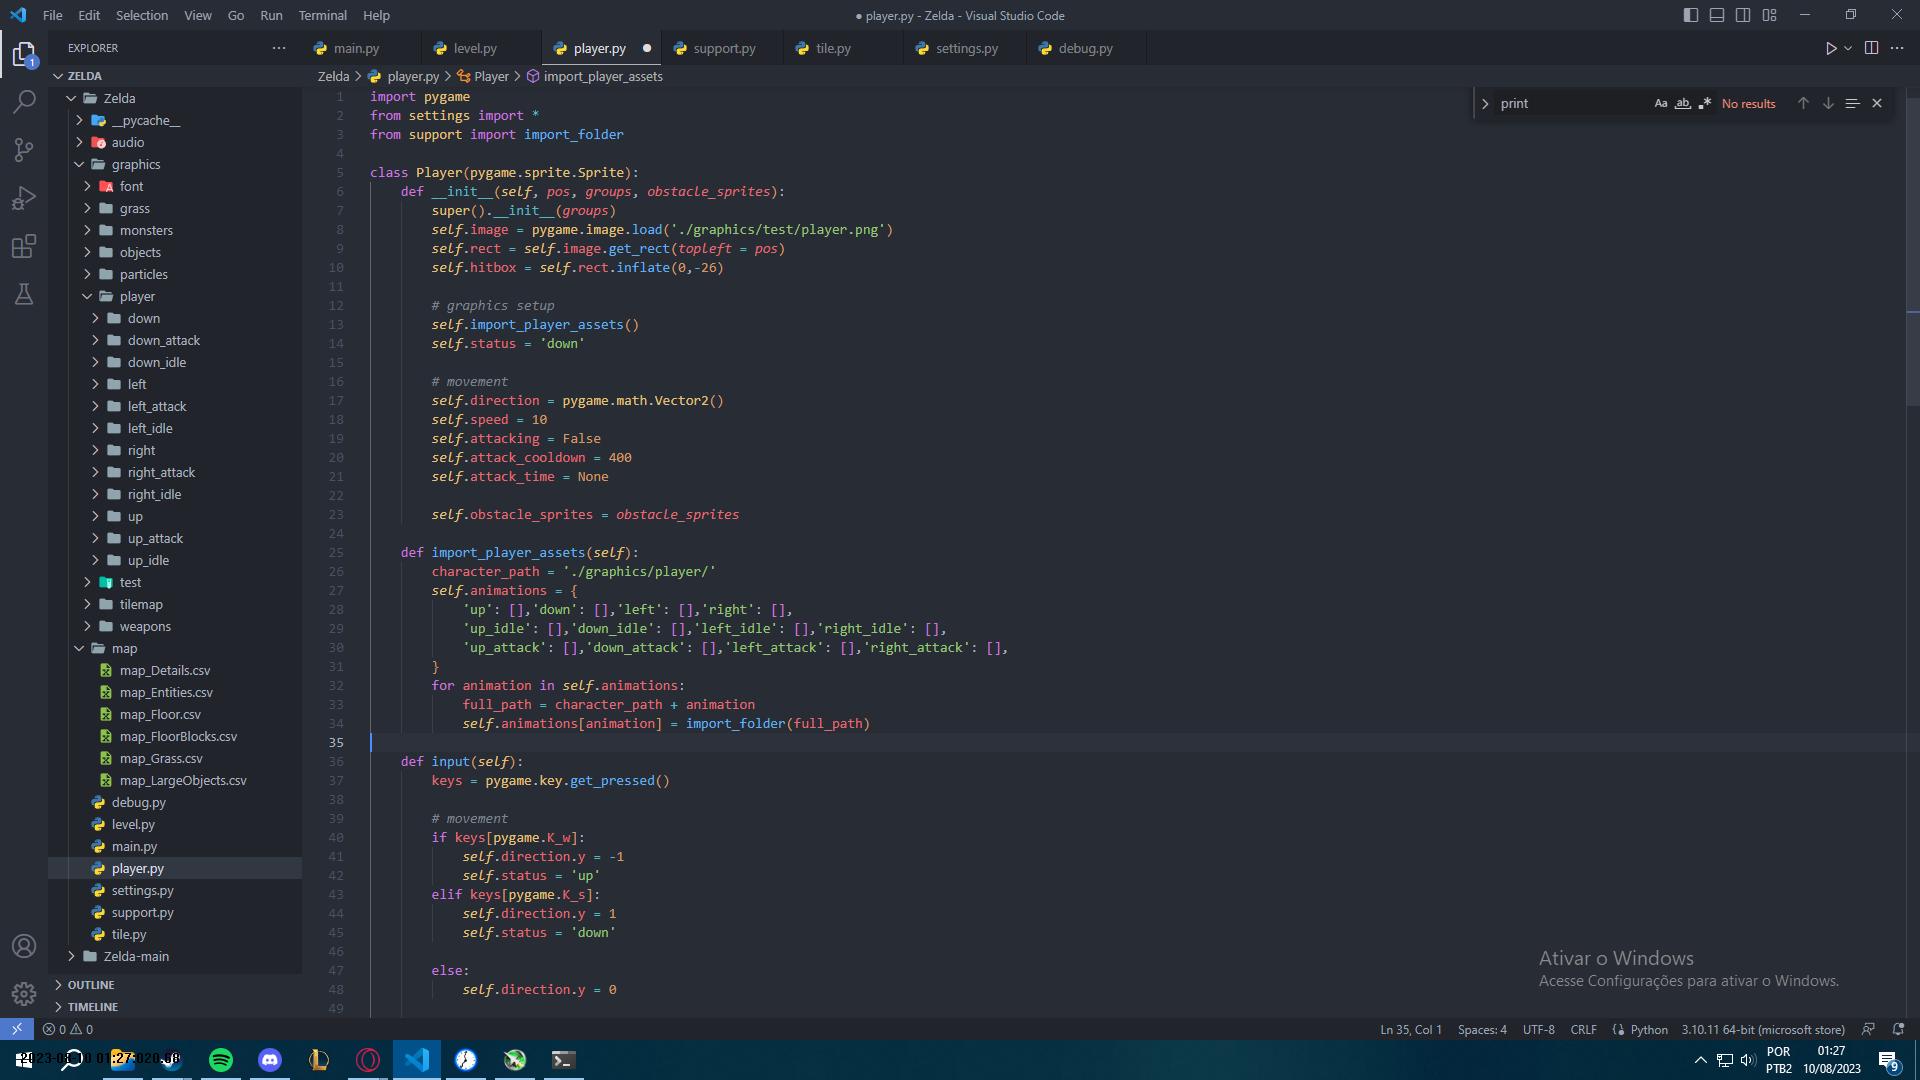 File Edit Selection View Go Run Terminal Help
● player.py - Zelda - Visual Studio Code
EXPLORER
main.py level.py player.py support.py tile.py settings.py debug.py
ZELDA
Zelda
__pycache__
audio
graphics
font
grass
monsters
objects
particles
player
down
down_attack
down_idle
left
left_attack
left_idle
right
right_attack
right_idle
up
up_attack
up_idle
test
tilemap
weapons
map
map_Details.csv
map_Entities.csv
map_Floor.csv
map_FloorBlocks.csv
map_Grass.csv
map_LargeObjects.csv
debug.py
level.py
main.py
player.py
settings.py
support.py
tile.py
Zelda-main
OUTLINE
TIMELINE
Zelda > player.py > Player > import_player_assets
print Aa ab No results
1 import pygame
2 from settings import *
3 from support import import_folder
4
5 class Player(pygame.sprite.Sprite):
6 def __init__(self, pos, groups, obstacle_sprites):
7 super().__init__(groups)
8 self.image = pygame.image.load('./graphics/test/player.png')
9 self.rect = self.image.get_rect(topleft = pos)
10 self.hitbox = self.rect.inflate(0,-26)
11
12 # graphics setup
13 self.import_player_assets()
14 self.status = 'down'
15
16 # movement
17 self.direction = pygame.math.Vector2()
18 self.speed = 10
19 self.attacking = False
20 self.attack_cooldown = 400
21 self.attack_time = None
22
23 self.obstacle_sprites = obstacle_sprites
24
25 def import_player_assets(self):
26 character_path = './graphics/player/'
27 self.animations = {
28 'up': [],'down': [],'left': [],'right': [],
29 'up_idle': [],'down_idle': [],'left_idle': [],'right_idle': [],
30 'up_attack': [],'down_attack': [],'left_attack': [],'right_attack': [],
31 }
32 for animation in self.animations:
33 full_path = character_path + animation
34 self.animations[animation] = import_folder(full_path)
35
36 def input(self):
37 keys = pygame.key.get_pressed()
38
39 # movement
40 if keys[pygame.K_w]:
41 self.direction.y = -1
42 self.status = 'up'
43 elif keys[pygame.K_s]:
44 self.direction.y = 1
45 self.status = 'down'
46
47 else:
48 self.direction.y = 0
49
Ativar o Windows
Acesse Configurações para ativar o Windows.
0 0 Ln 35, Col 1 Spaces: 4 UTF-8 CRLF Python 3.10.11 64-bit (microsoft store)
POR
PTB2
01:27
10/08/2023
9
1